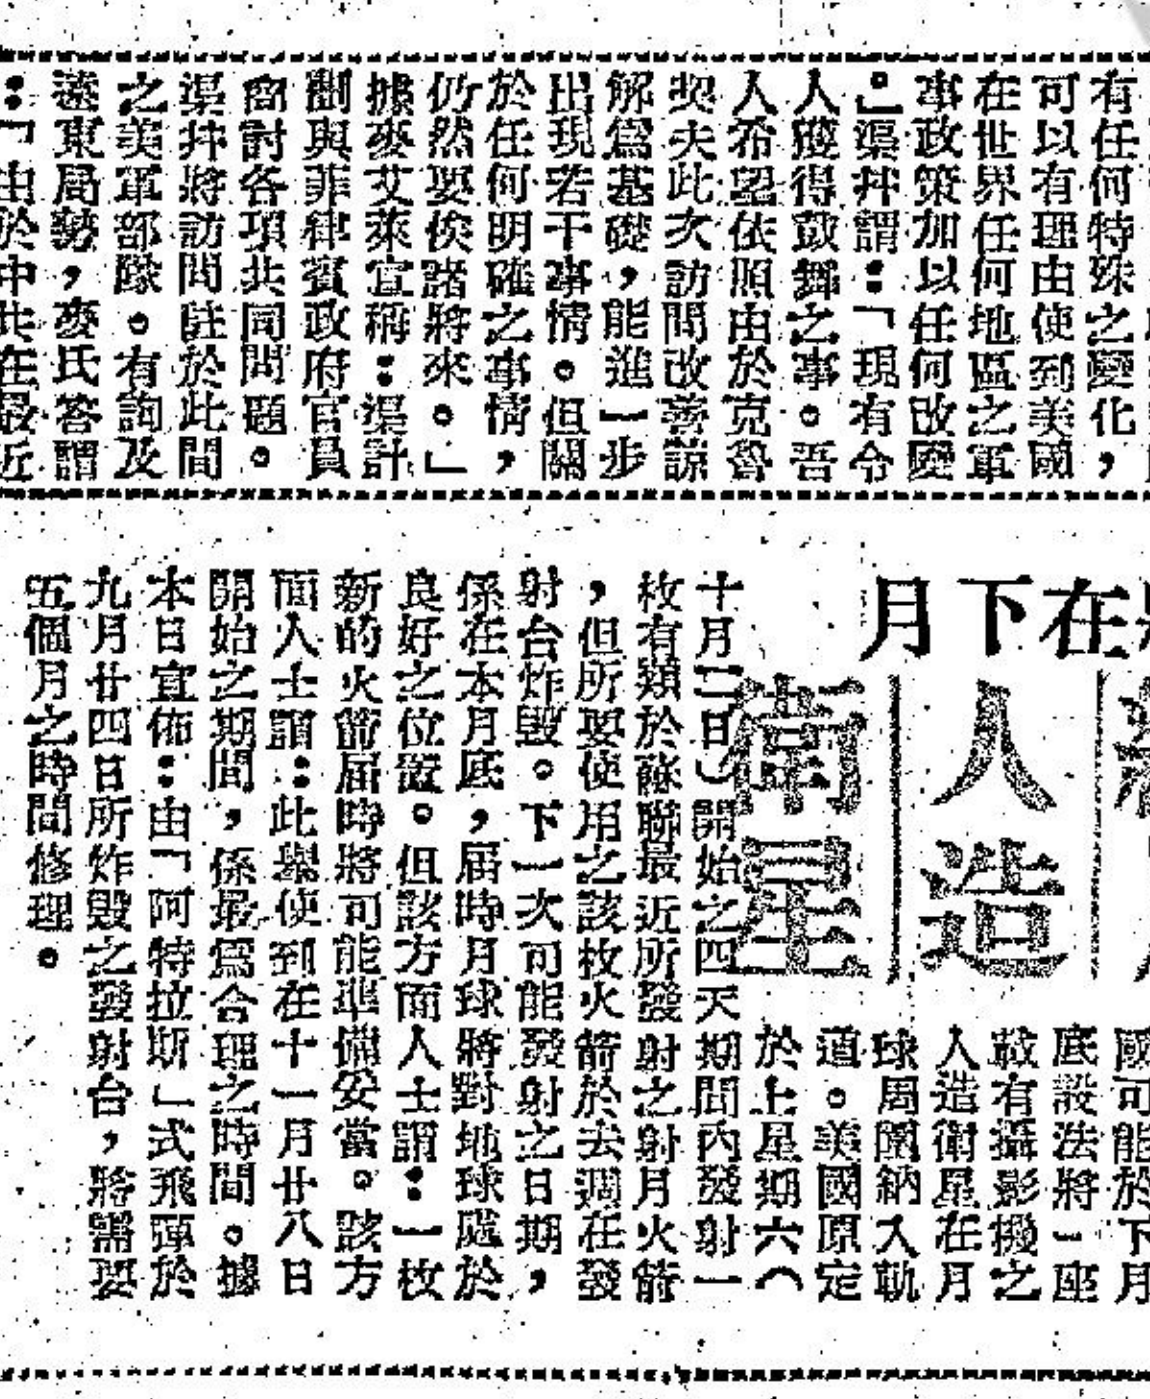 有任何特殊之變化，
可以有理由使到美國
在世界任何地區之軍
事政策加以任何改變
。」渠幷謂：「現有令
人獲得鼓舞之事。吾
人希望依照由於克魯
契夫此次訪問改善諒
解爲基礎，能進一步
出現若干事情。但關
於任何明確之事情，
仍然要俟諸將來。」
據麥艾萊宣稱：渠計
劃與菲律賓政府官員
商討各項共同問題。
渠幷將訪問駐於此間
之美軍部隊。有詢及
遠東局勢，麥氏答謂
：「由於中共在最近
在下月
人造
衛星
國可能於下月
底設法將一座
載有攝影機之
人造衛星在月
球周圍納入軌
道。美國原定
於上星期六（
十月二日）開始之四天期間內發射一
枚有類於蘇聯最近所發射之射月火箭
，但所要使用之該枚火箭於去週在發
射台炸毀。下一次可能發射之日期，
係在本月底，屆時月球將對地球處於
良好之位置。但該方面人士謂：一枚
新的火箭屆時將可能準備妥當。該方
面人士謂：此舉使到在十一月廿八日
開始之期間，係最爲合理之時間。據
本日宣佈：由「阿特拉斯」式飛彈於
九月廿四日所炸毀之發射台，將需要
五個月之時間修理。